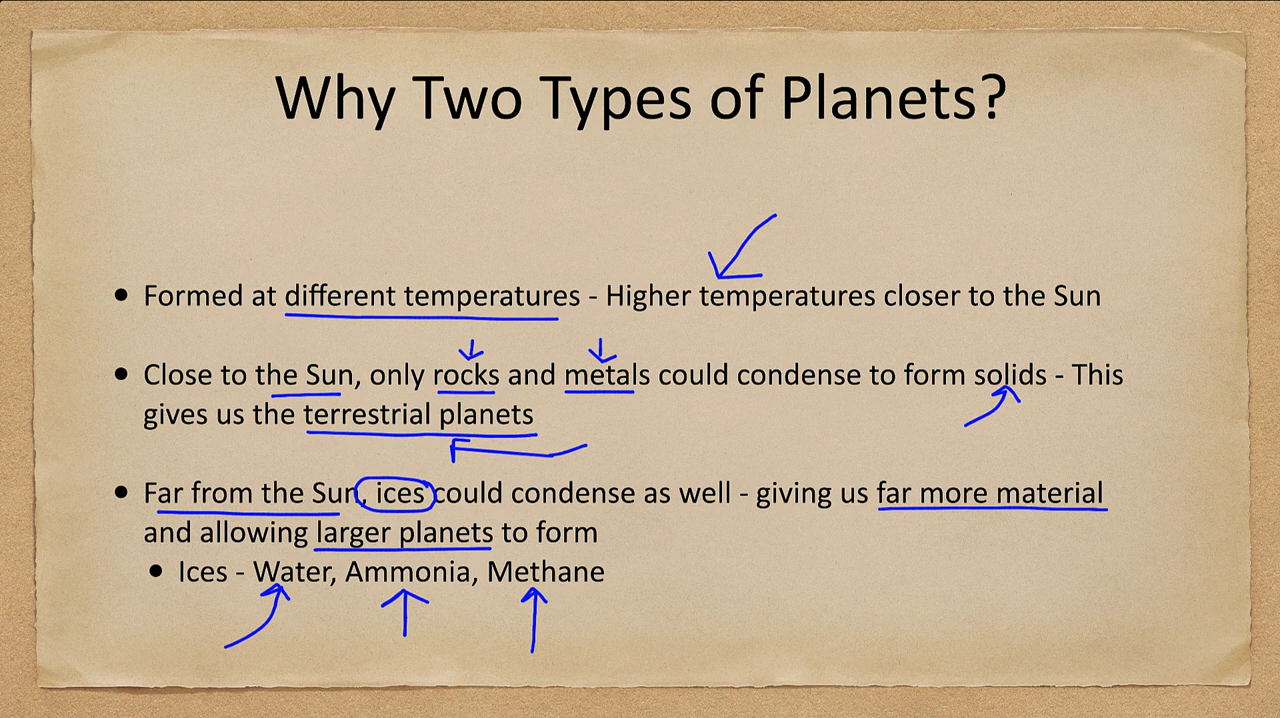 Why Two Types of Planets?
• Formed at different temperatures - Higher temperatures closer to the Sun
• Close to the Sun, only rocks and metals could condense to form solids - This
gives us the terrestrial planets
• Far from the Sun, ices could condense as well - giving us far more material
and allowing larger planets to form
• Ices - Water, Ammonia, Methane